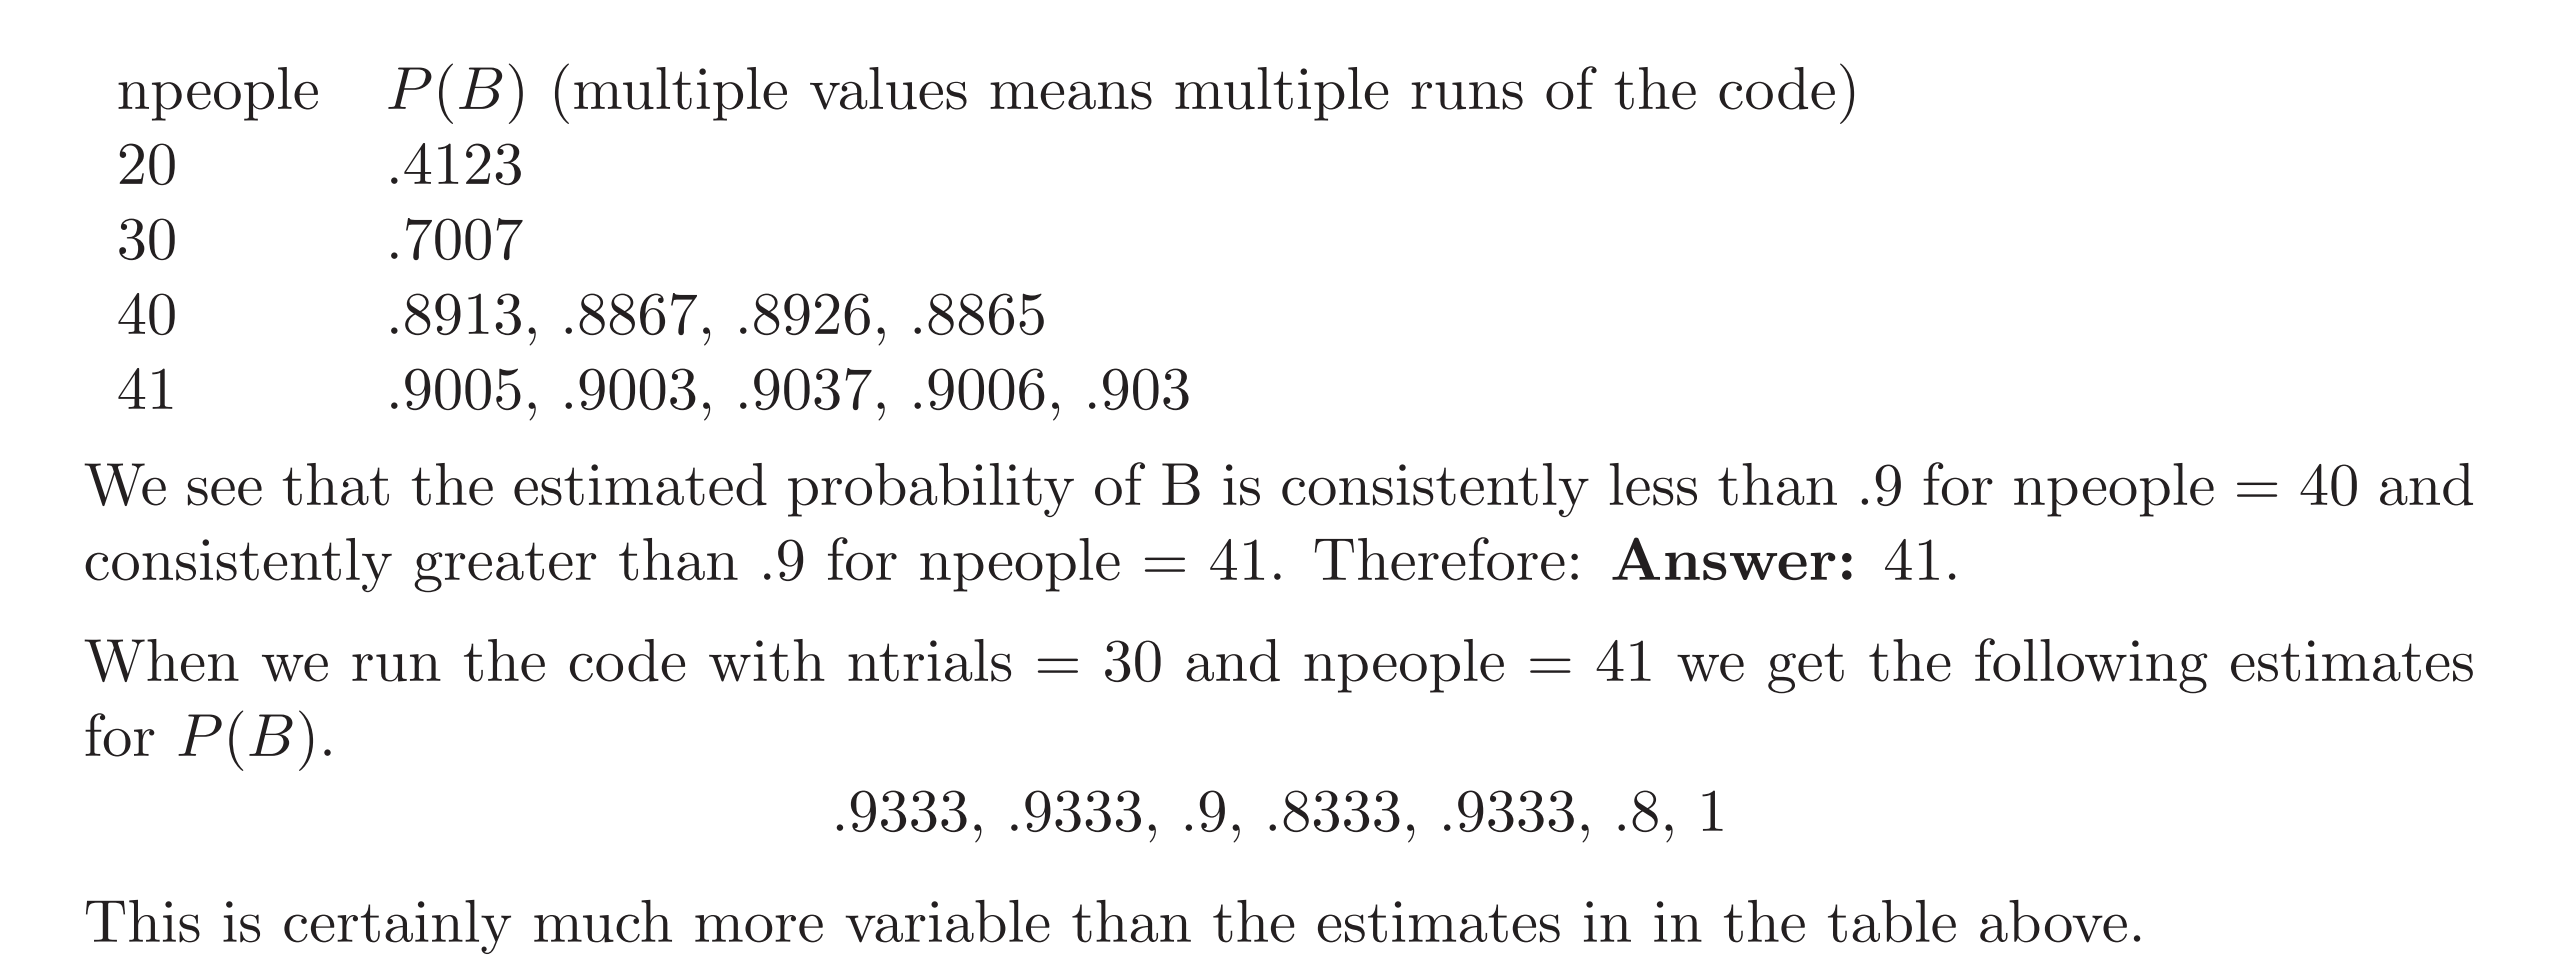 npeople P(B) (multiple values means multiple runs of the code)
20 .4123
30 .7007
40 .8913, .8867, .8926, .8865
41 .9005, .9003, .9037, .9006, .903
We see that the estimated probability of B is consistently less than .9 for npeople = 40 and
consistently greater than .9 for npeople = 41. Therefore: Answer: 41.
When we run the code with ntrials = 30 and npeople = 41 we get the following estimates
for P(B).
.9333, .9333, .9, .8333, .9333, .8, 1
This is certainly much more variable than the estimates in in the table above.